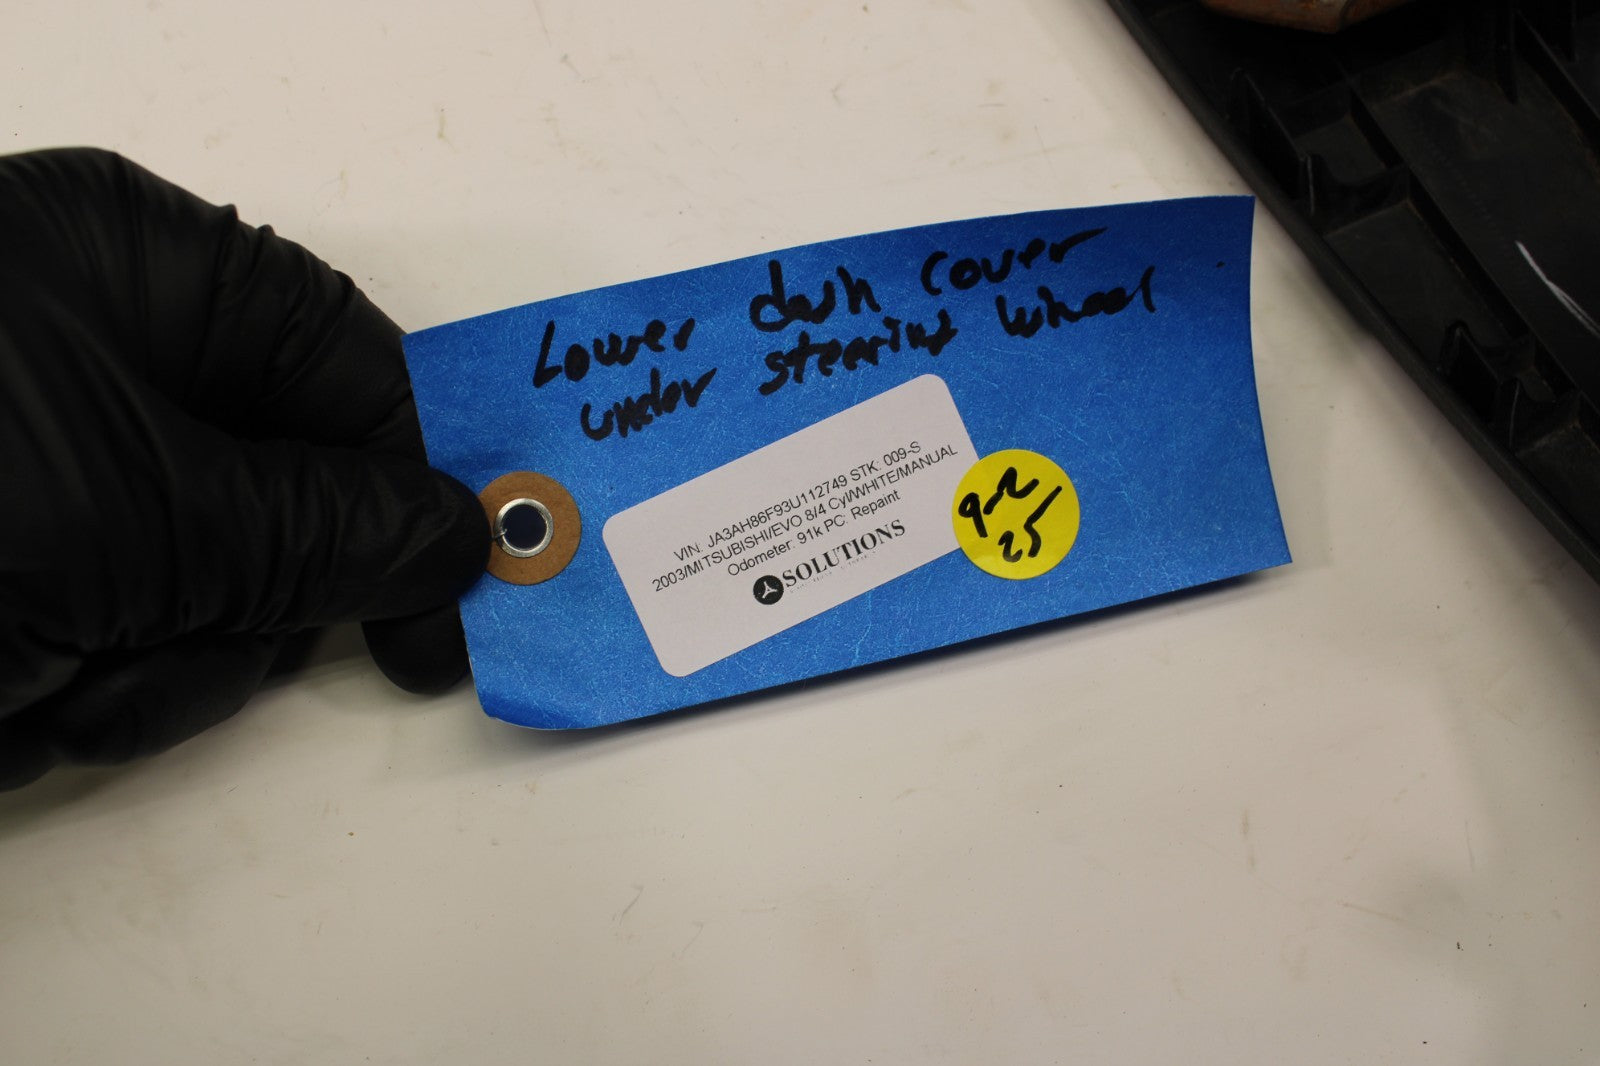 Lower dash cover
under steering wheel
VIN: JA3AH86F93U112749 STK: 009-S
2003/MITSUBISHI/EVO 8/4 Cyl/WHITE/MANUAL
Odometer: 91k PC: Repaint
SOLUTIONS
9-2
25